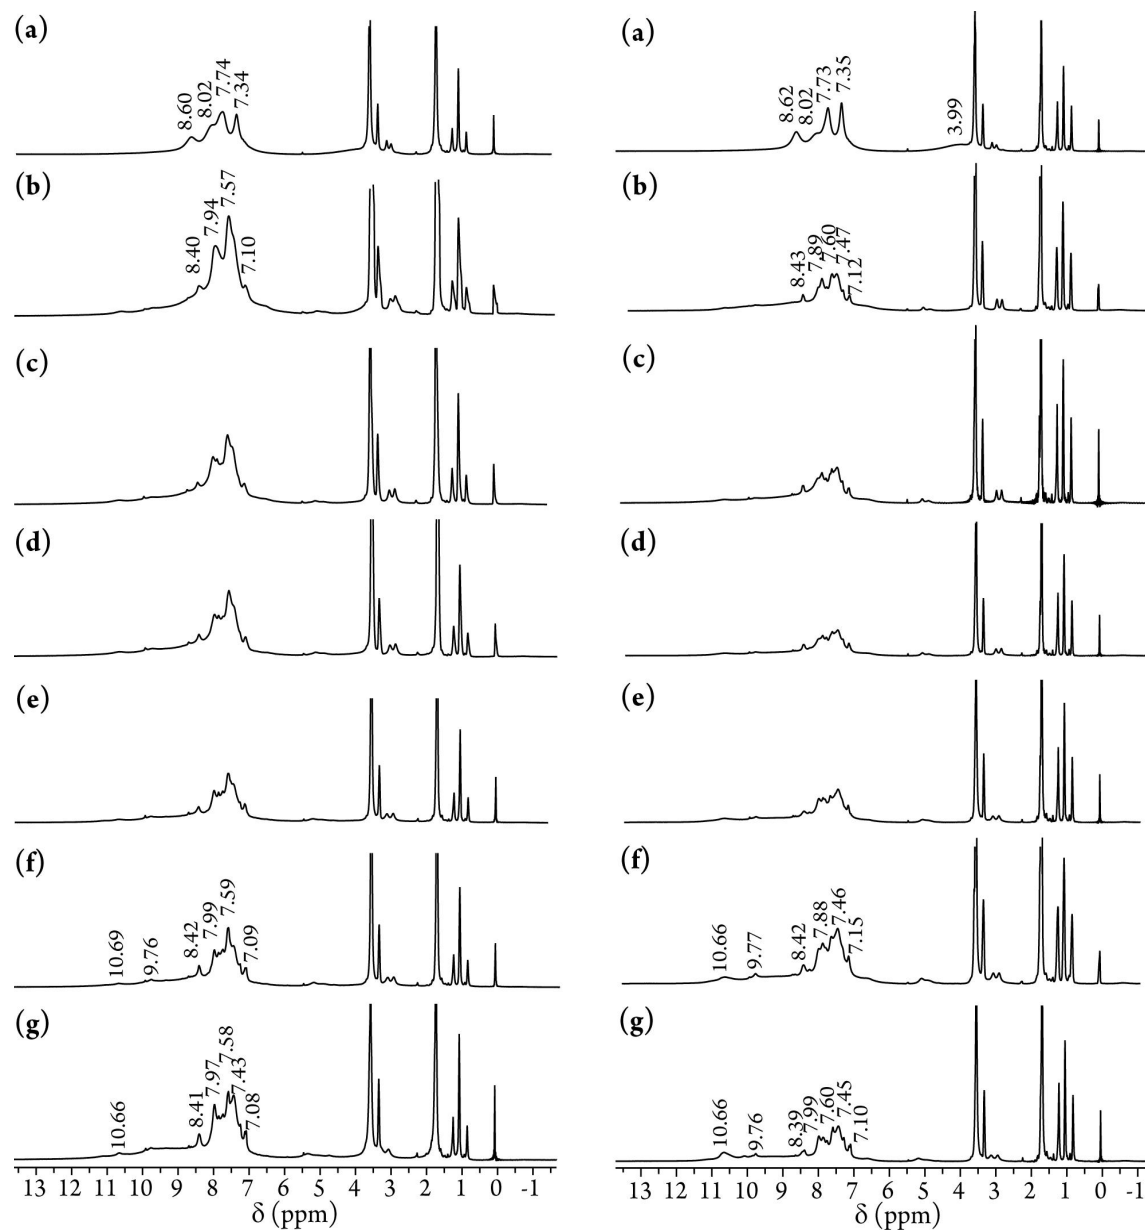 (a)
8.60
8.02
7.74
7.34
(b)
8.40
7.94
7.57
7.10
(c)
(d)
(e)
(f)
10.69
9.76
8.42
7.99
7.59
7.09
(g)
10.66
8.41
7.97
7.58
7.43
7.08
13 12 11 10 9 8 7 6 5 4 3 2 1 0 -1
δ (ppm)
(a)
8.62
8.02
7.73
7.35
3.99
(b)
8.43
7.89
7.60
7.47
7.12
(c)
(d)
(e)
(f)
10.66
9.77
8.42
7.88
7.46
7.15
(g)
10.66
9.76
8.39
7.99
7.60
7.45
7.10
13 12 11 10 9 8 7 6 5 4 3 2 1 0 -1
δ (ppm)